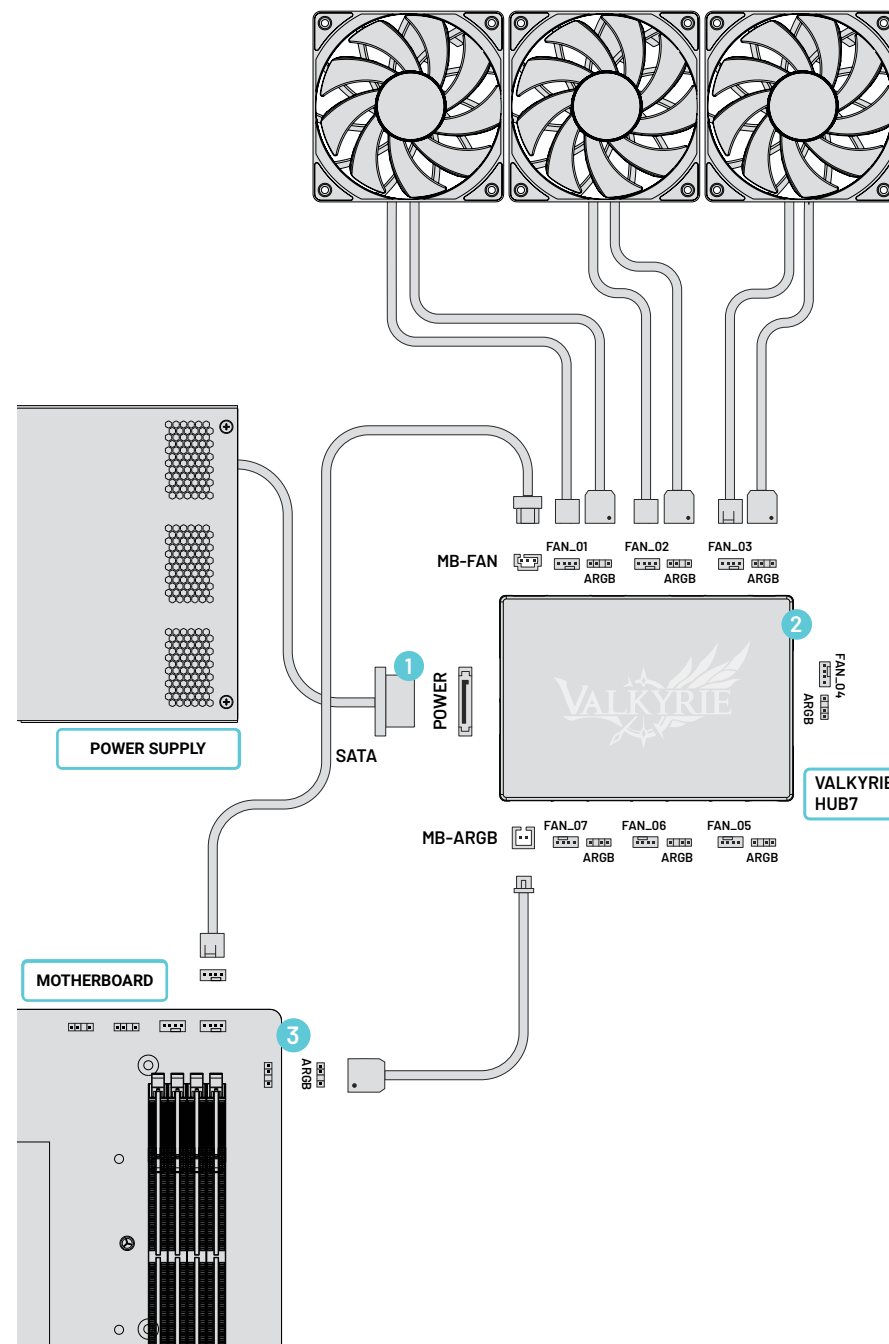 MB-FAN
FAN_01
ARGB
FAN_02
ARGB
FAN_03
ARGB
2
1
POWER
VALKYRIE
FAN_04
ARGB
POWER SUPPLY
SATA
VALKYRIE
HUB7
MB-ARGB
FAN_07
ARGB
FAN_06
ARGB
FAN_05
ARGB
MOTHERBOARD
3
ARGB